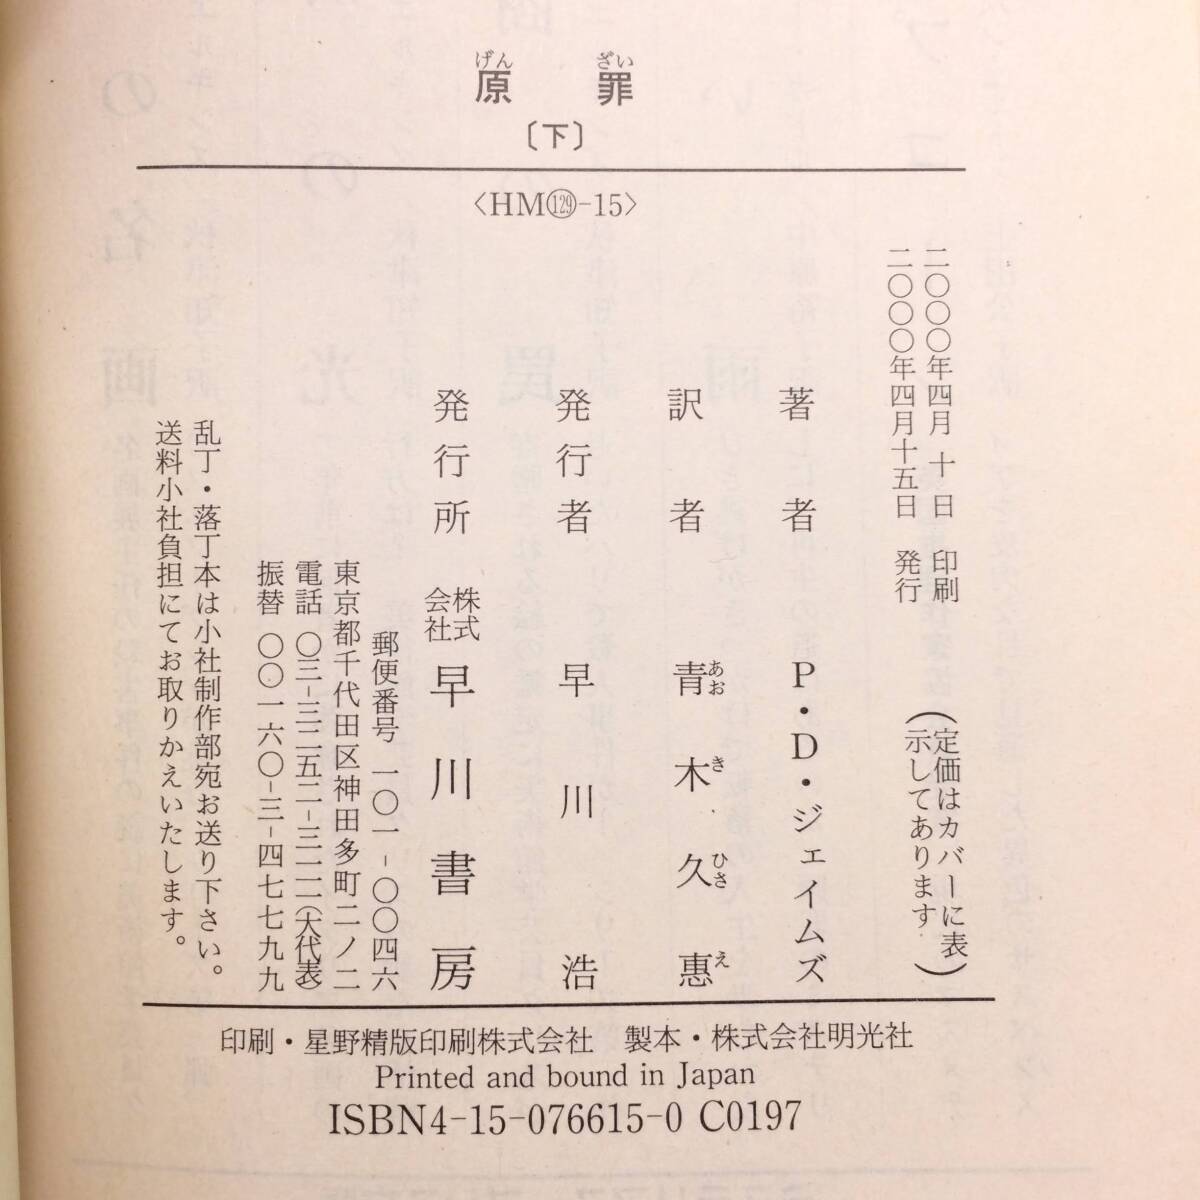 げん ざい
原罪
〔下〕
〈HM129-15〉
二〇〇〇年四月十日 印刷
二〇〇〇年四月十五日 発行
(定価はカバーに表
示してあります)
著者 P・D・ジェイムズ
訳者 青木久惠
あお き ひさ え
発行者 早川浩
発行所 株式会社 早川書房
郵便番号 一〇一-〇〇四六
東京都千代田区神田多町二ノ二
電話 〇三-三二五二-三一一一(大代表)
振替 〇〇一六〇-三-四七七九九
乱丁・落丁本は小社制作部宛お送り下さい。
送料小社負担にてお取りかえいたします。
印刷・星野精版印刷株式会社 製本・株式会社明光社
Printed and bound in Japan
ISBN4-15-076615-0 C0197